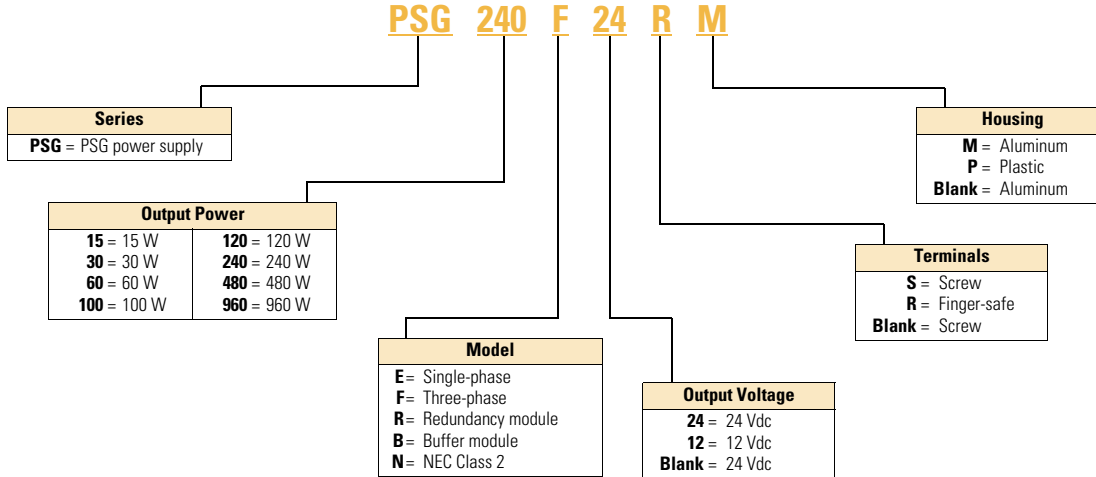 PSG 240 F 24 R M
Series
PSG = PSG power supply
Housing
M = Aluminum
P = Plastic
Blank = Aluminum
Output Power
15 = 15 W 120 = 120 W
30 = 30 W 240 = 240 W
60 = 60 W 480 = 480 W
100 = 100 W 960 = 960 W
Terminals
S = Screw
R = Finger-safe
Blank = Screw
Model
E= Single-phase
F= Three-phase
R= Redundancy module
B= Buffer module
N= NEC Class 2
Output Voltage
24 = 24 Vdc
12 = 12 Vdc
Blank = 24 Vdc